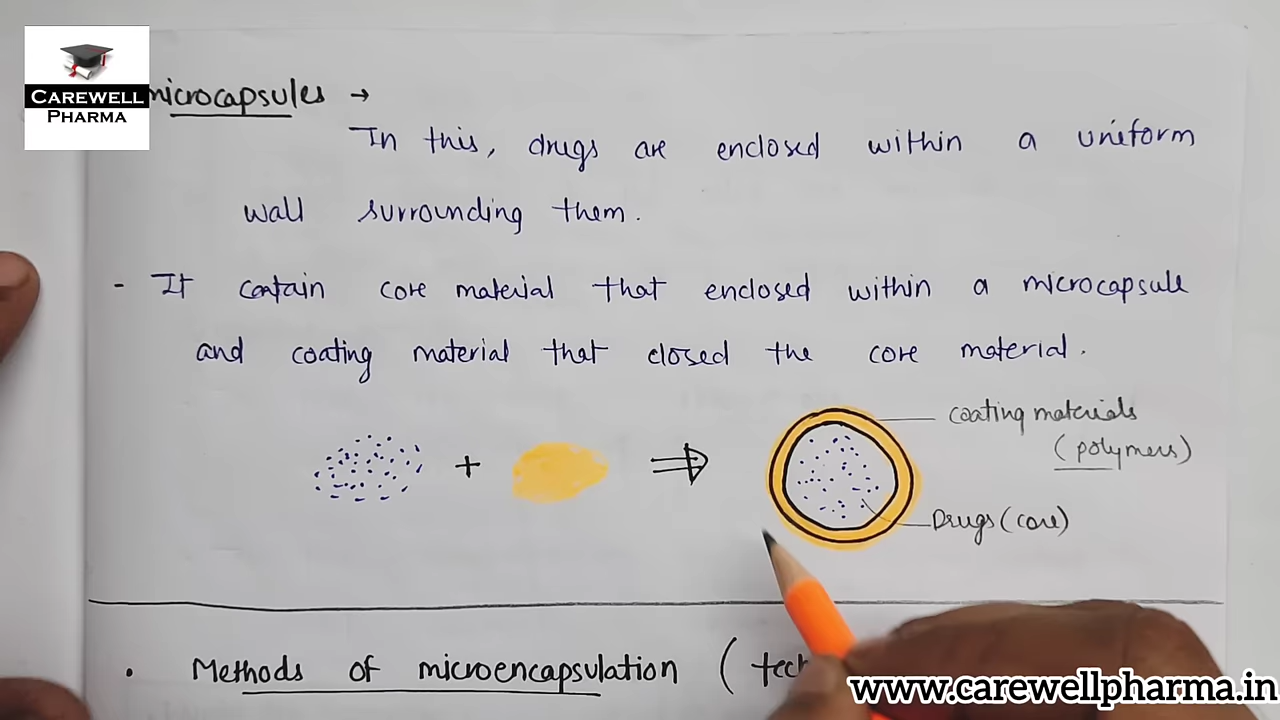 CAREWELL
PHARMA
microcapsules →
In this, drugs are enclosed within a uniform
wall surrounding them.
- It contain core material that enclosed within a microcapsule
and coating material that closed the core material.
coating materials
(polymers)
+
⇒
Drugs (core)
• Methods of microencapsulation (
www.carewellpharma.in